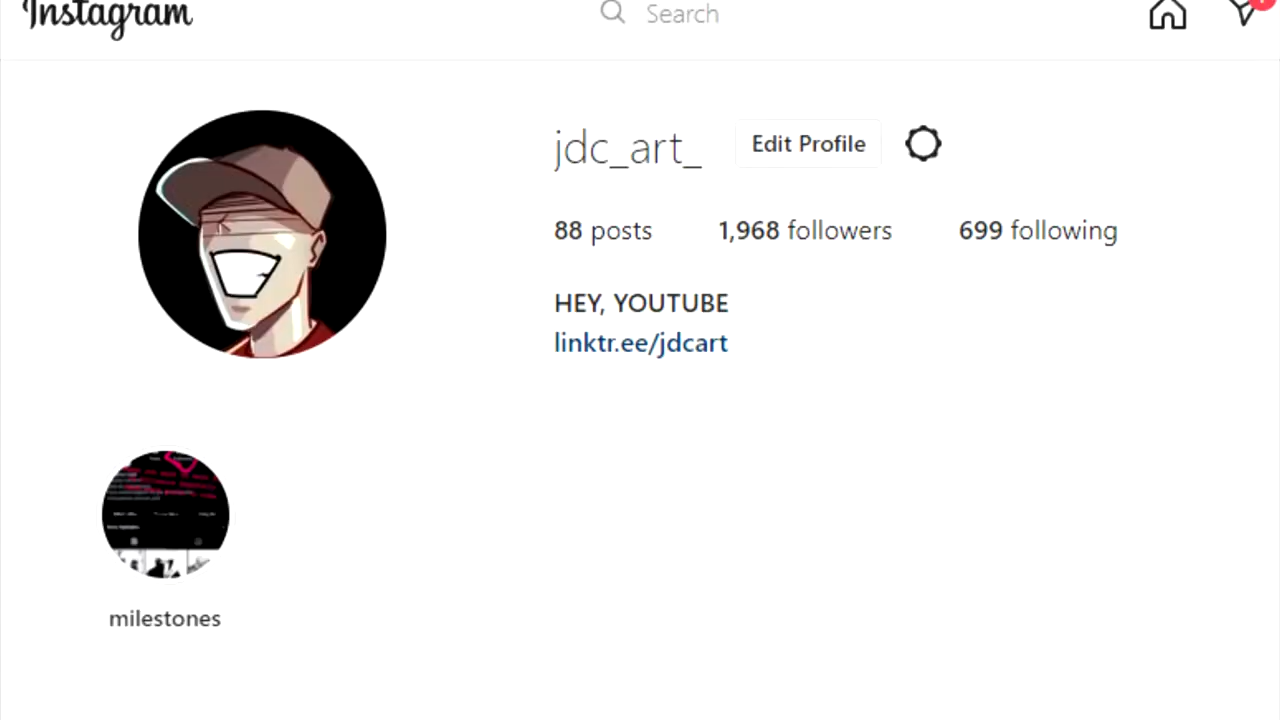 Instagram
Search
jdc_art_ Edit Profile
88 posts 1,968 followers 699 following
HEY, YOUTUBE
linktr.ee/jdcart
milestones